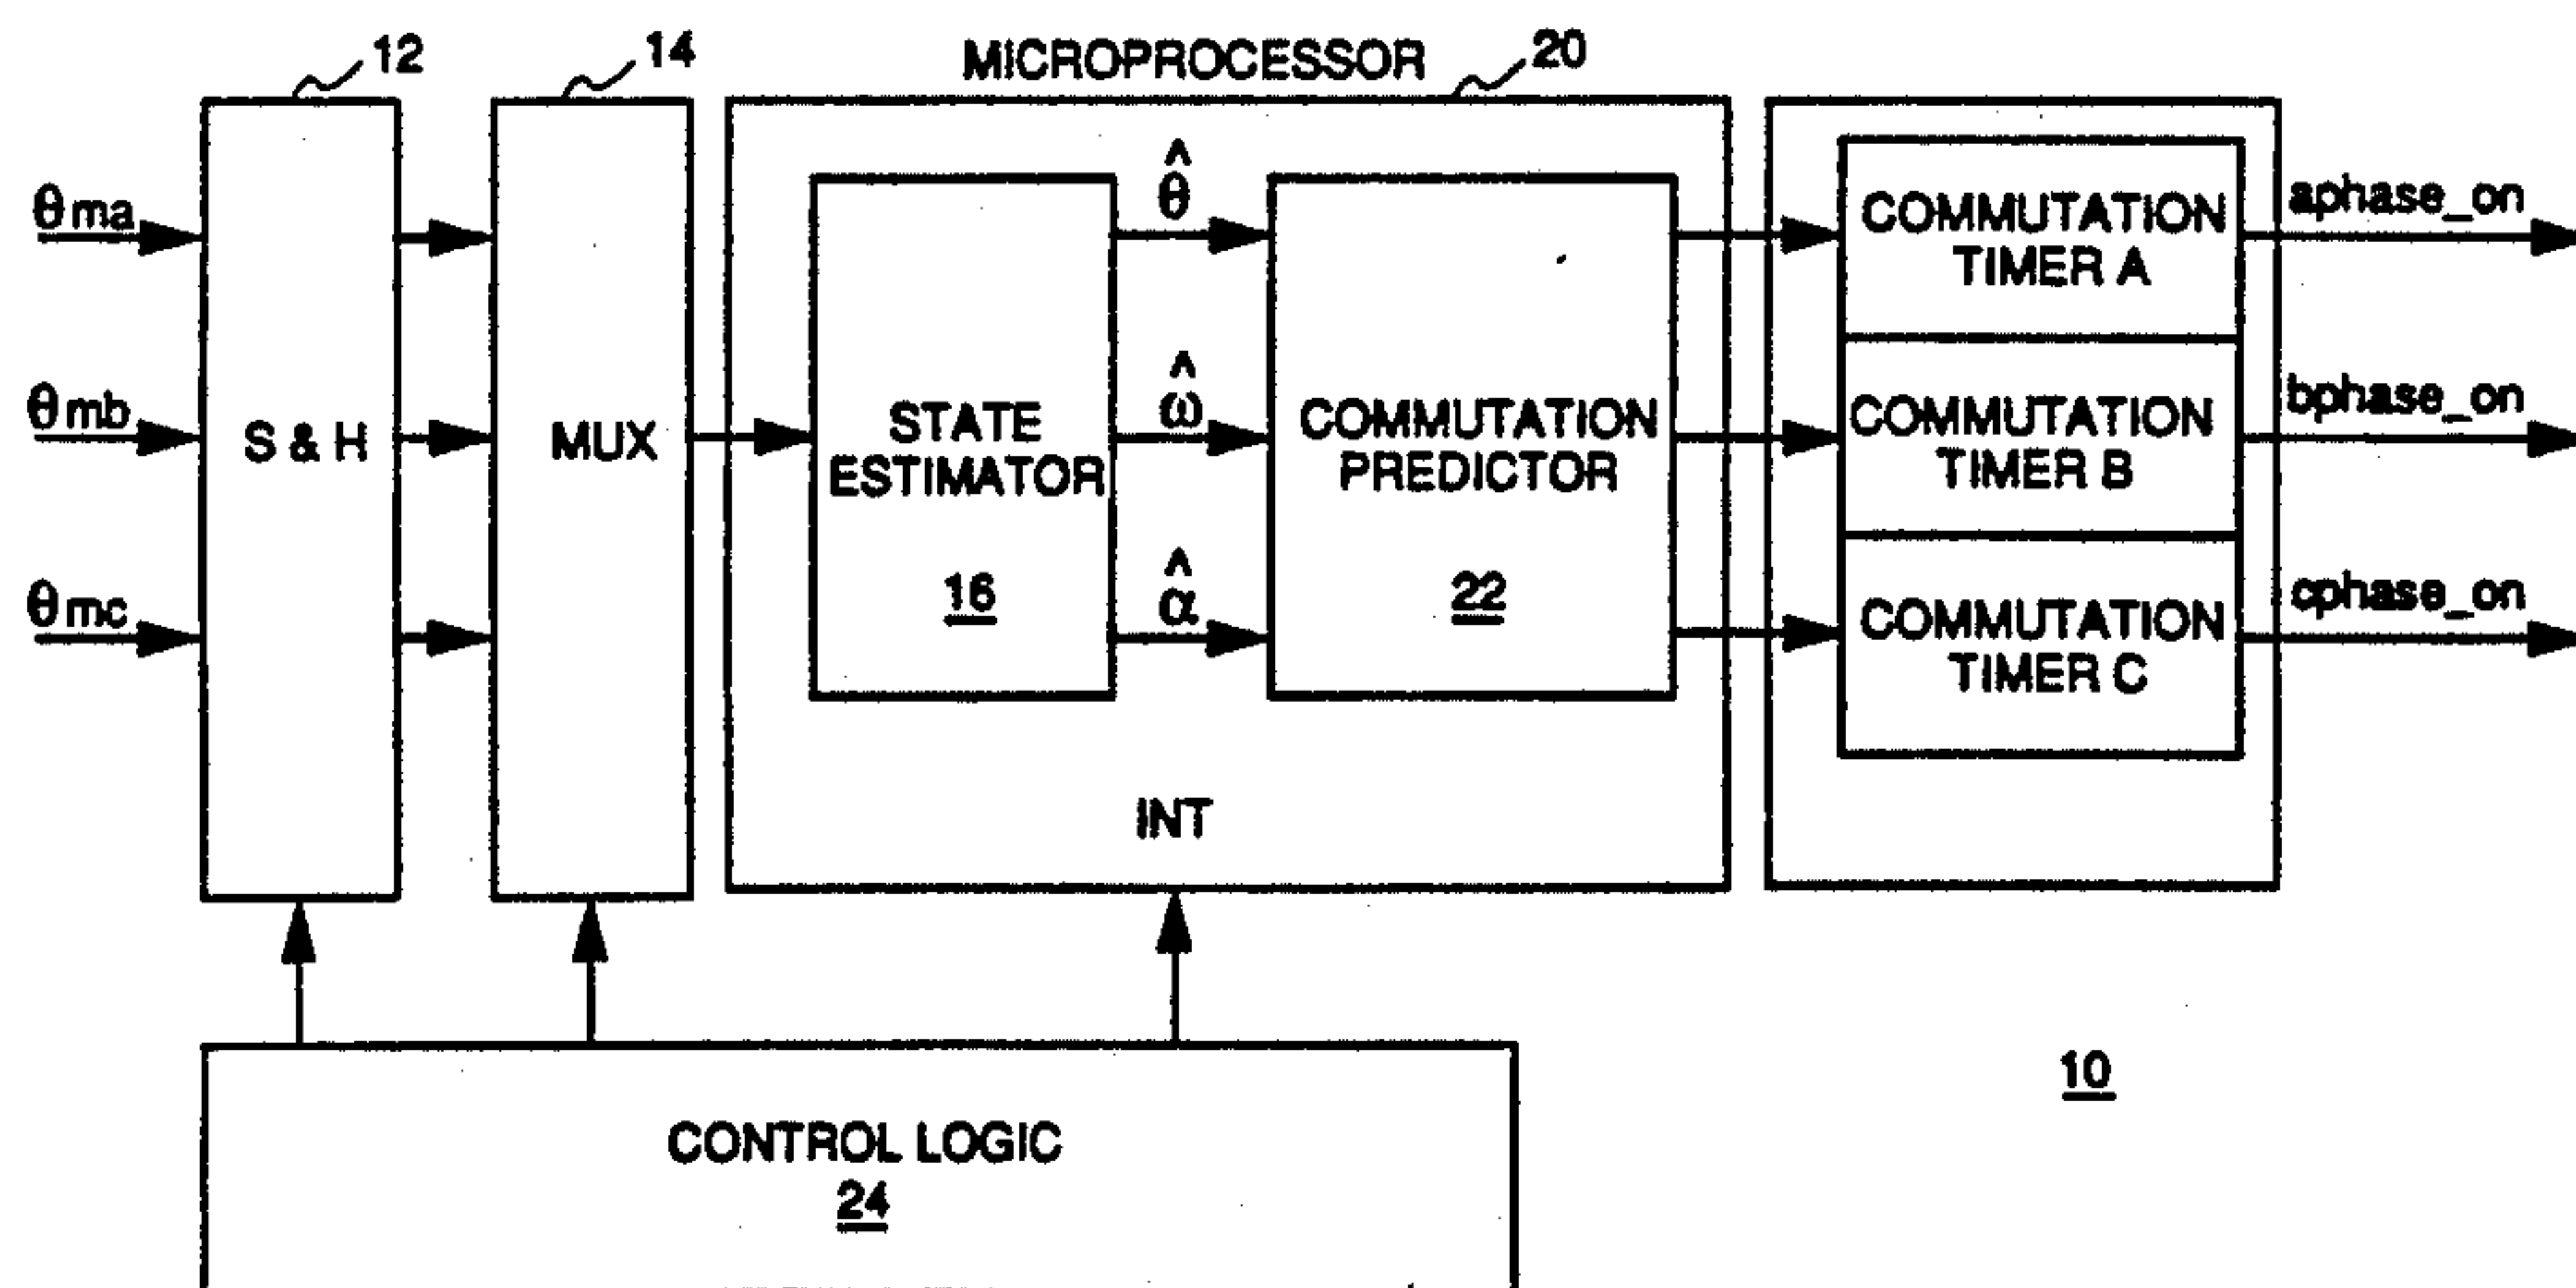 12
14
MICROPROCESSOR
20
θma
θmb
θmc
S & H
MUX
STATE
ESTIMATOR
16
θ̂
ω̂
α̂
COMMUTATION
PREDICTOR
22
INT
COMMUTATION
TIMER A
COMMUTATION
TIMER B
COMMUTATION
TIMER C
aphase_on
bphase_on
cphase_on
CONTROL LOGIC
24
10